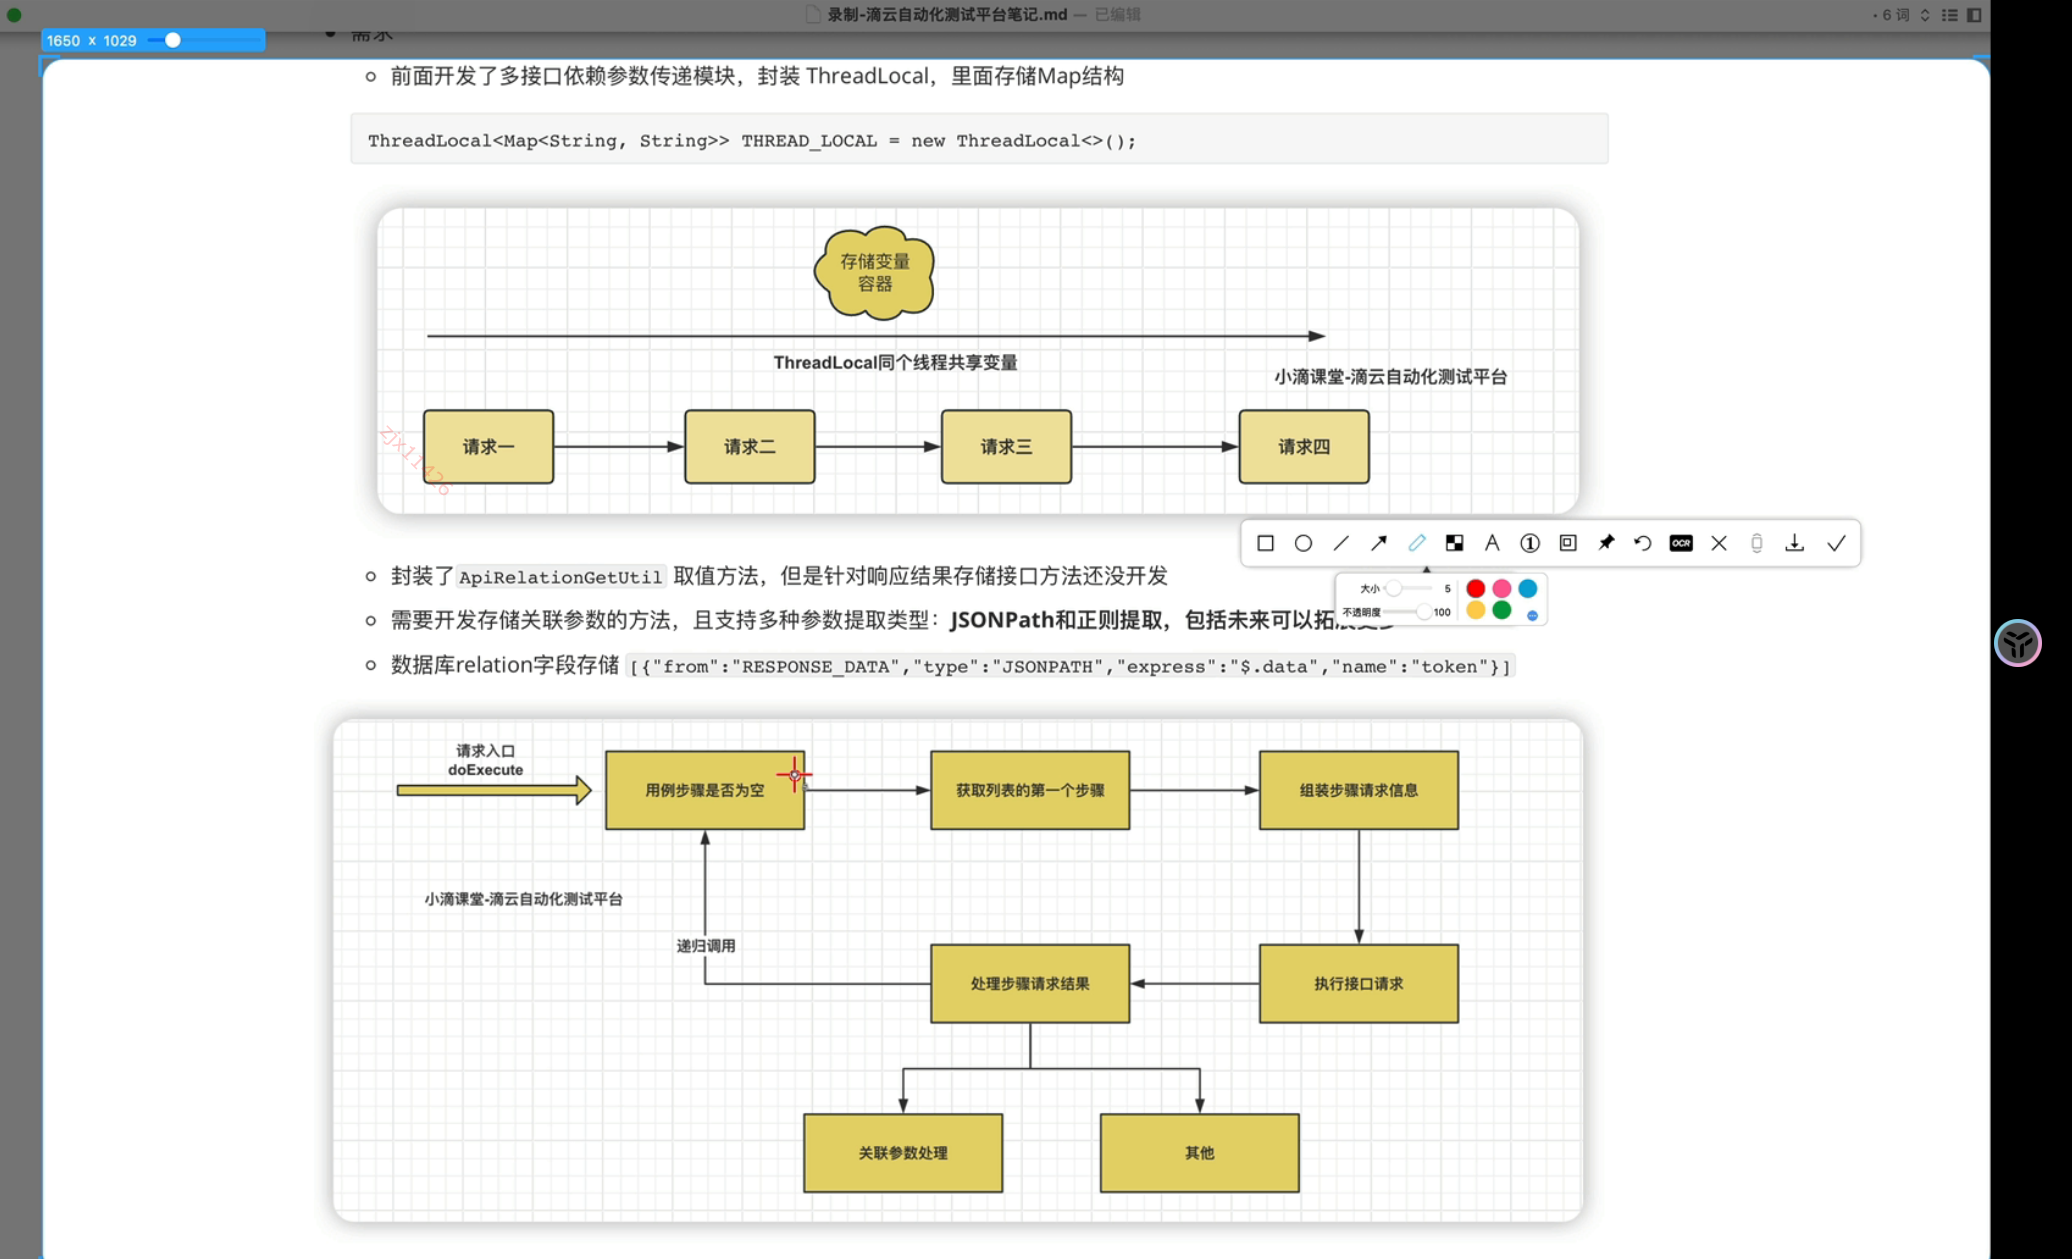 录制-滴云自动化测试平台笔记.md — 已编辑
· 6 词
1650 × 1029
需求
前面开发了多接口依赖参数传递模块，封装 ThreadLocal，里面存储Map结构
ThreadLocal<Map<String, String>> THREAD_LOCAL = new ThreadLocal<>();
存储变量
容器
ThreadLocal同个线程共享变量
小滴课堂-滴云自动化测试平台
请求一
请求二
请求三
请求四
zjx11426
A
1
OCR
封装了 ApiRelationGetUtil 取值方法，但是针对响应结果存储接口方法还没开发
大小 5
不透明度 100
需要开发存储关联参数的方法，且支持多种参数提取类型：JSONPath和正则提取，包括未来可以拓
数据库relation字段存储 [{"from":"RESPONSE_DATA","type":"JSONPATH","express":"$.data","name":"token"}]
请求入口
doExecute
用例步骤是否为空
获取列表的第一个步骤
组装步骤请求信息
小滴课堂-滴云自动化测试平台
递归调用
处理步骤请求结果
执行接口请求
关联参数处理
其他